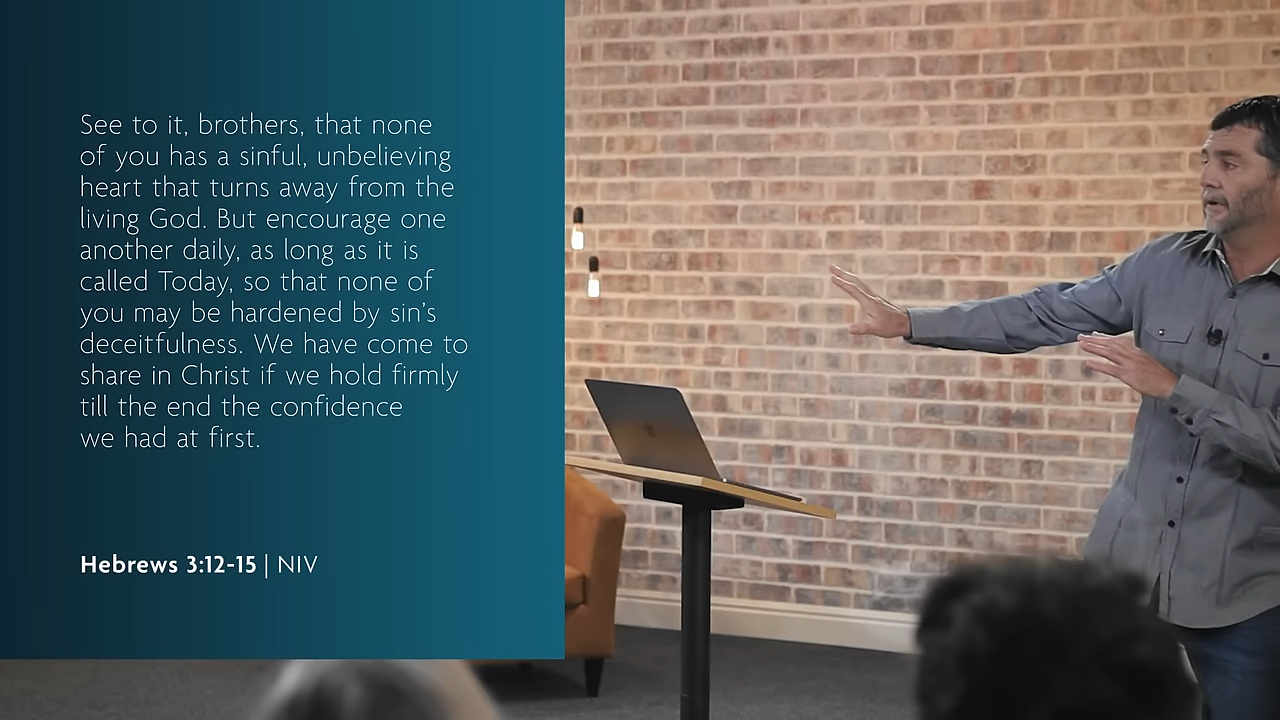 See to it, brothers, that none
of you has a sinful, unbelieving
heart that turns away from the
living God. But encourage one
another daily, as long as it is
called Today, so that none of
you may be hardened by sin’s
deceitfulness. We have come to
share in Christ if we hold firmly
till the end the confidence
we had at first.
Hebrews 3:12-15 | NIV